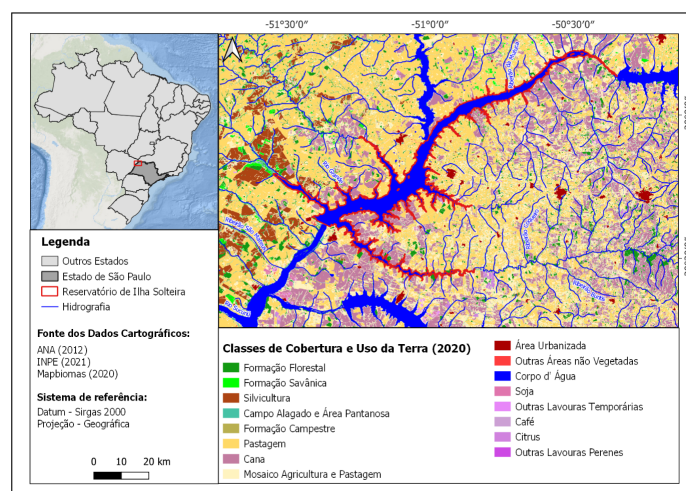 -51°30'0" -51°0'0" -50°30'0"
Legenda
Outros Estados
Estado de São Paulo
Reservatório de Ilha Solteira
Hidrografia
Fonte dos Dados Cartográficos:
ANA (2012)
INPE (2021)
Mapbiomas (2020)
Sistema de referência:
Datum - Sirgas 2000
Projeção - Geográfica
0 10 20 km
Classes de Cobertura e Uso da Terra (2020)
Formação Florestal
Formação Savânica
Silvicultura
Campo Alagado e Área Pantanosa
Formação Campestre
Pastagem
Cana
Mosaico Agricultura e Pastagem
Área Urbanizada
Outras Áreas não Vegetadas
Corpo d' Água
Soja
Outras Lavouras Temporárias
Café
Citrus
Outras Lavouras Perenes